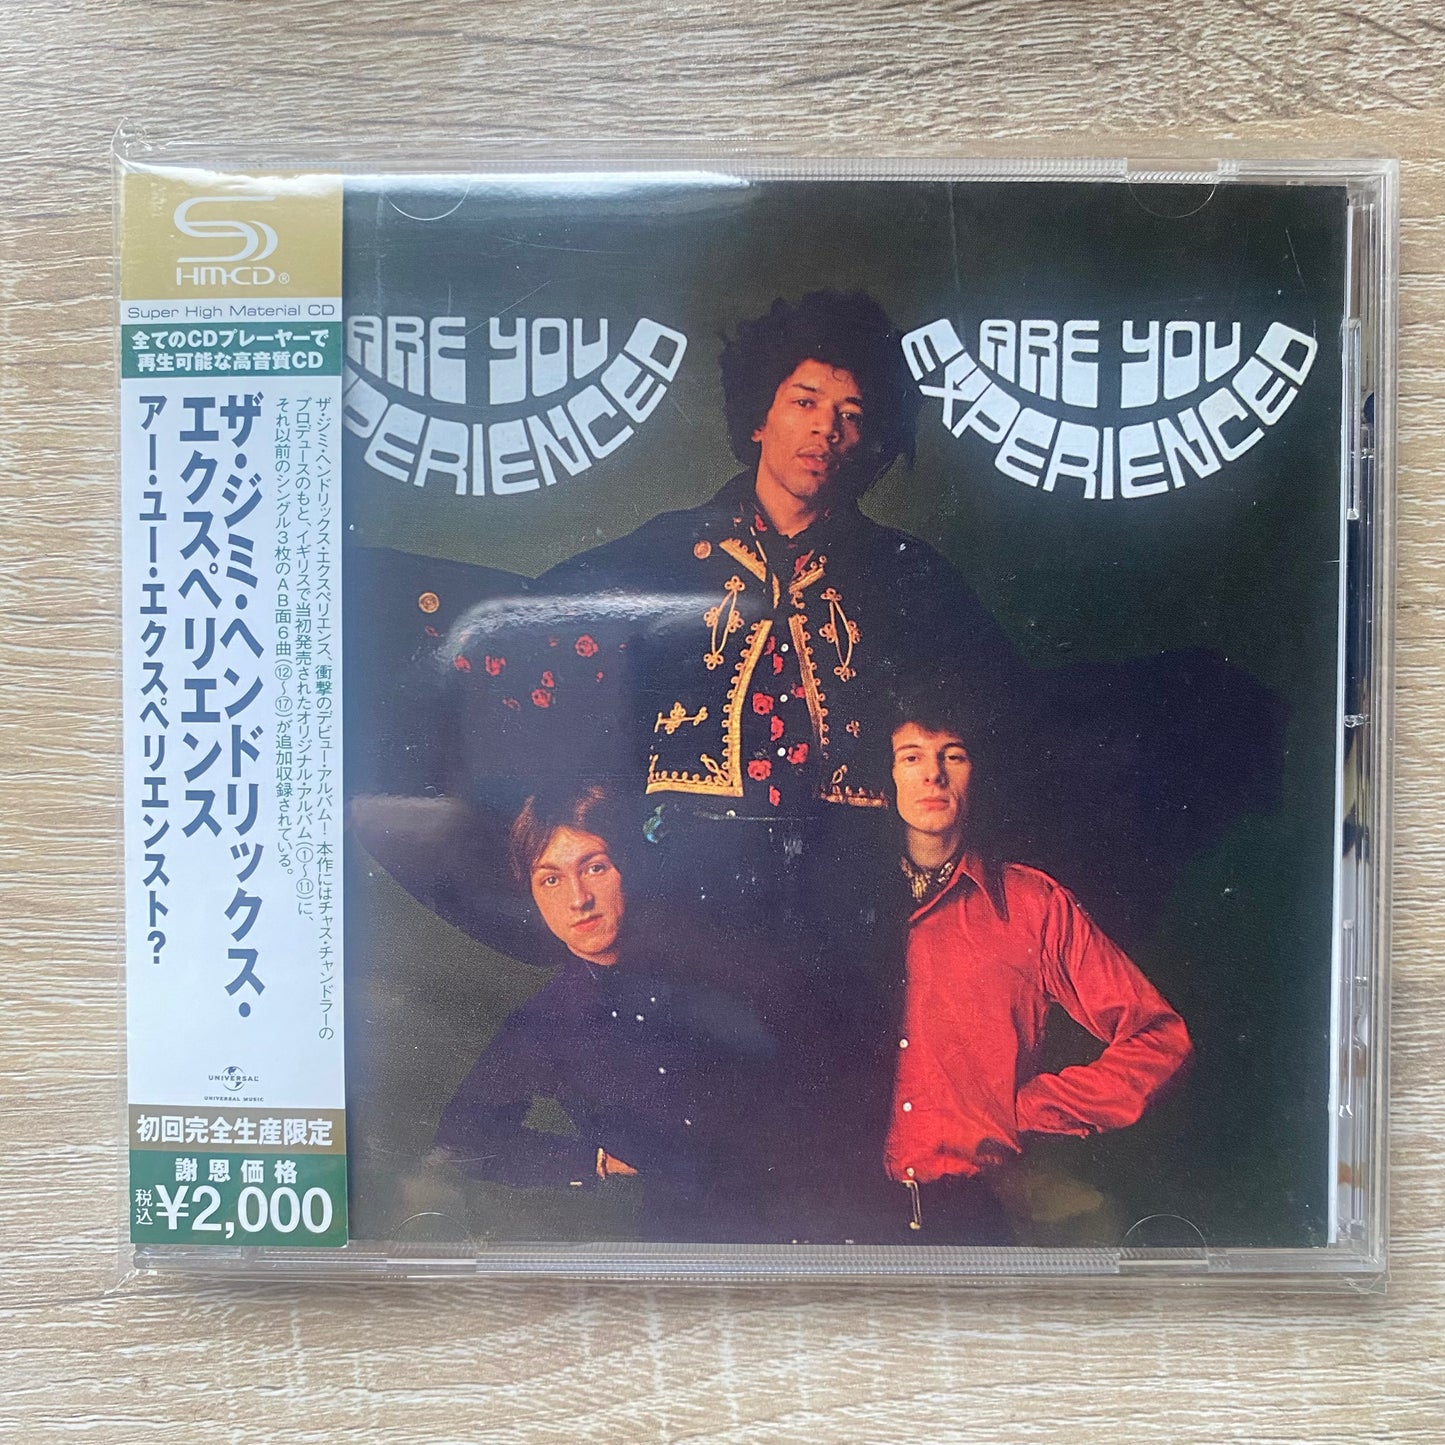 SHM-CD®
Super High Material CD
全てのCDプレーヤーで
再生可能な高音質CD
ザ・ジミ・ヘンドリックス・エクスペリエンス、衝撃のデビュー・アルバム！ 本作にはチャス・チャンドラーの
プロデュースのもと、イギリスで当初発売されたオリジナル・アルバム(①〜⑪)に、
それ以前のシングル3枚のAB面6曲(⑫〜⑰)が追加収録されている。
ザ・ジミ・ヘンドリックス・
エクスペリエンス
アー・ユー・エクスペリエンスト?
UNIVERSAL
UNIVERSAL MUSIC
初回完全生産限定
謝恩価格
税込¥2,000
ARE YOU
EXPERIENCED
ARE YOU
EXPERIENCED